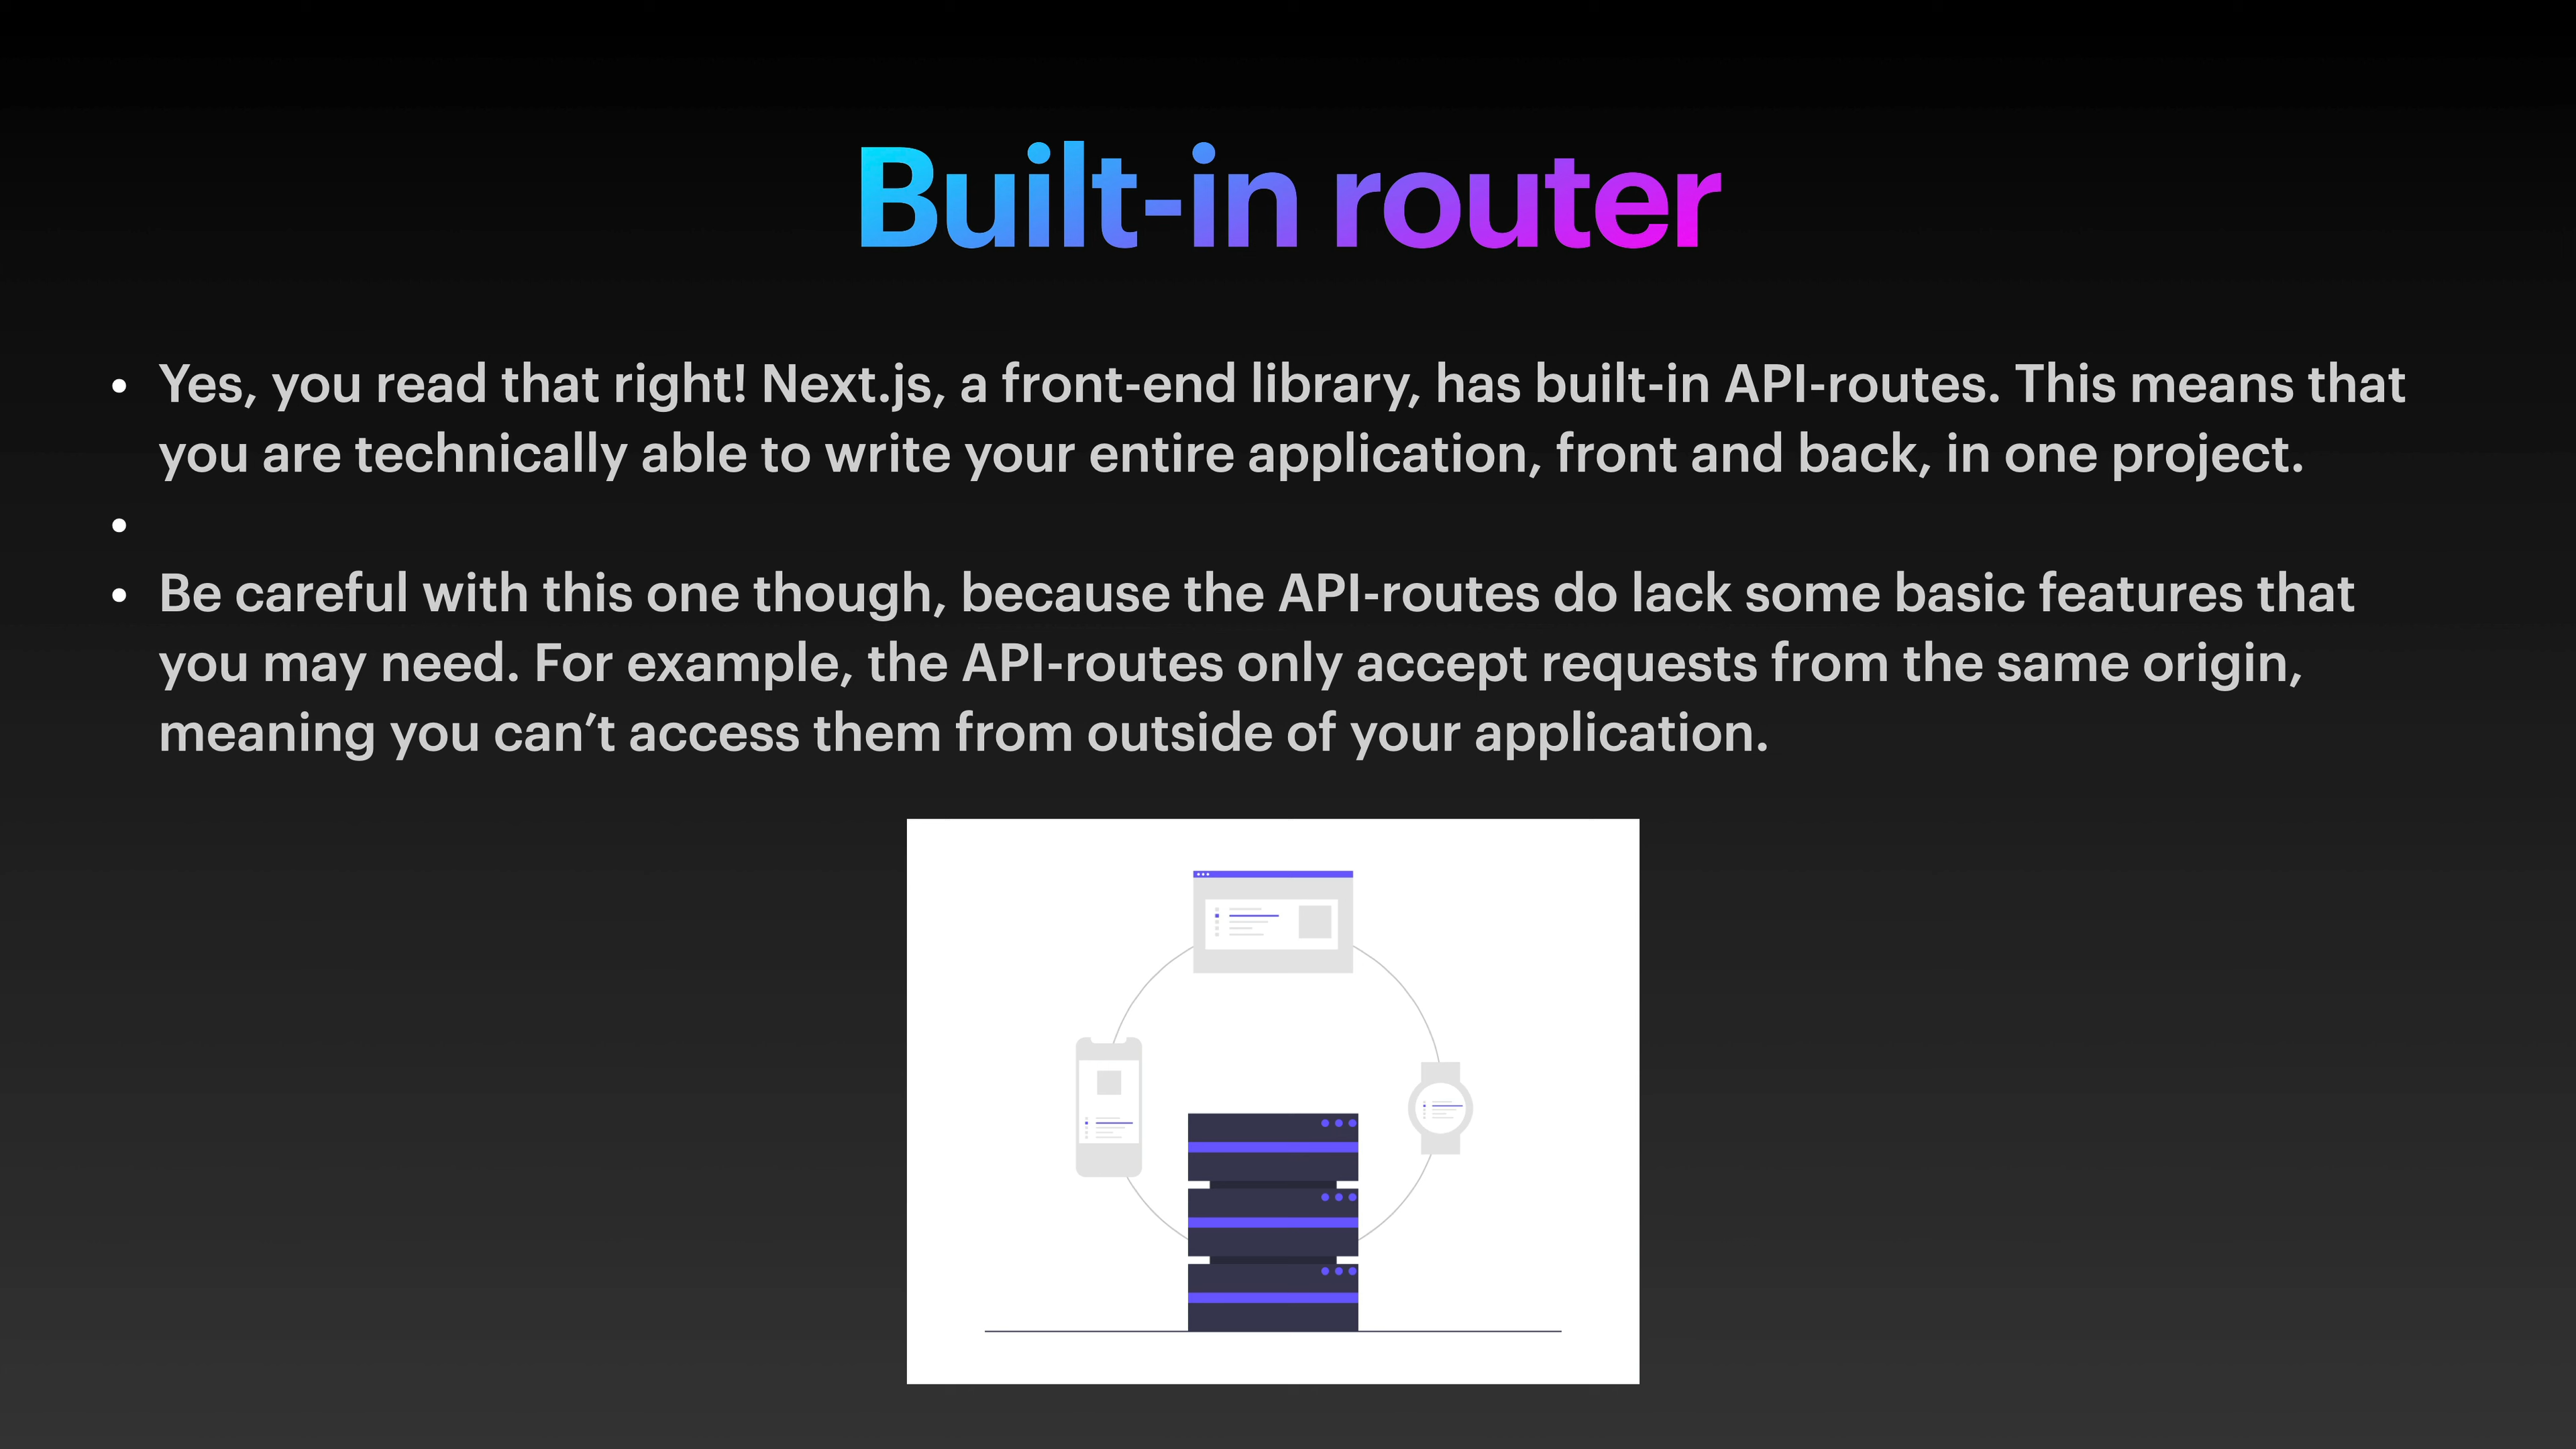 Built-in router
• Yes, you read that right! Next.js, a front-end library, has built-in API-routes. This means that
you are technically able to write your entire application, front and back, in one project.
•
• Be careful with this one though, because the API-routes do lack some basic features that
you may need. For example, the API-routes only accept requests from the same origin,
meaning you can’t access them from outside of your application.